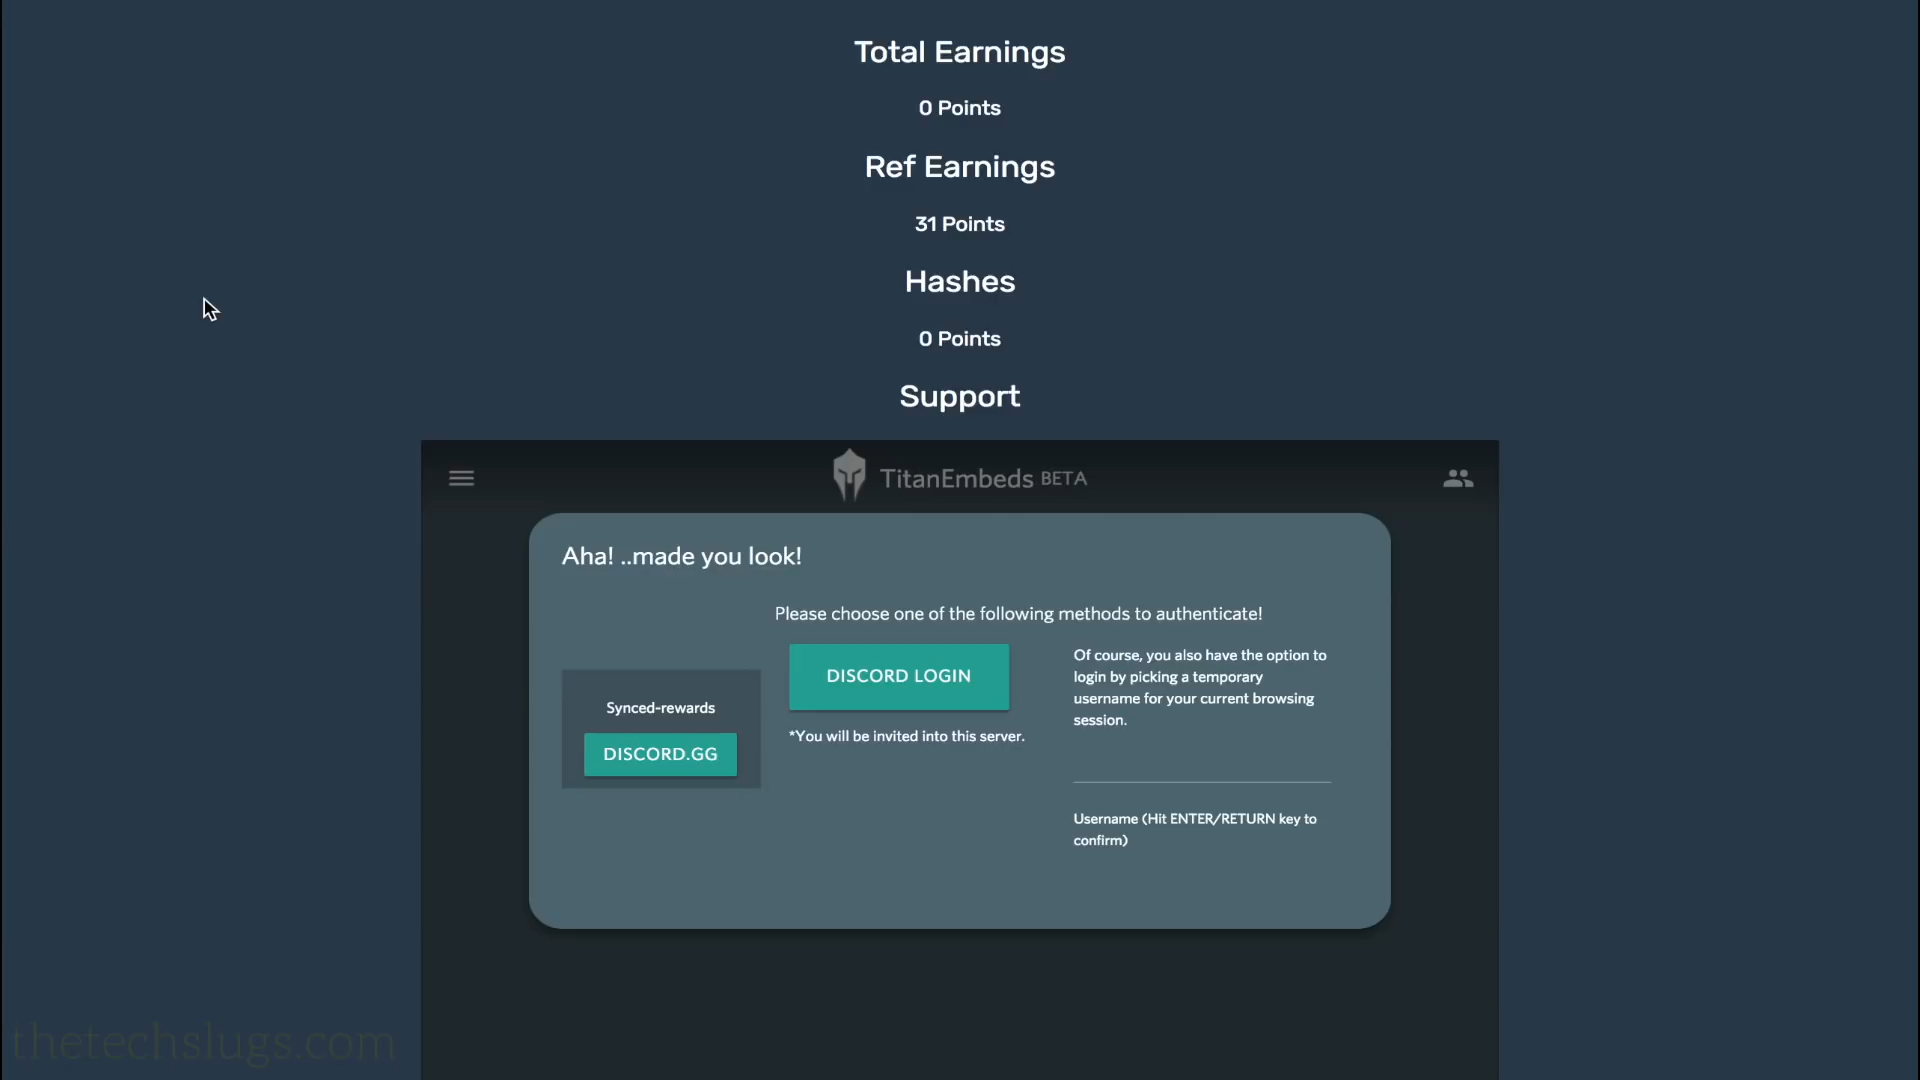 Total Earnings
0 Points
Ref Earnings
31 Points
Hashes
0 Points
Support
TitanEmbeds BETA
Aha! ..made you look!
Please choose one of the following methods to authenticate!
Synced-rewards
DISCORD.GG
DISCORD LOGIN
*You will be invited into this server.
Of course, you also have the option to
login by picking a temporary
username for your current browsing
session.
Username (Hit ENTER/RETURN key to
confirm)
thetechslugs.com